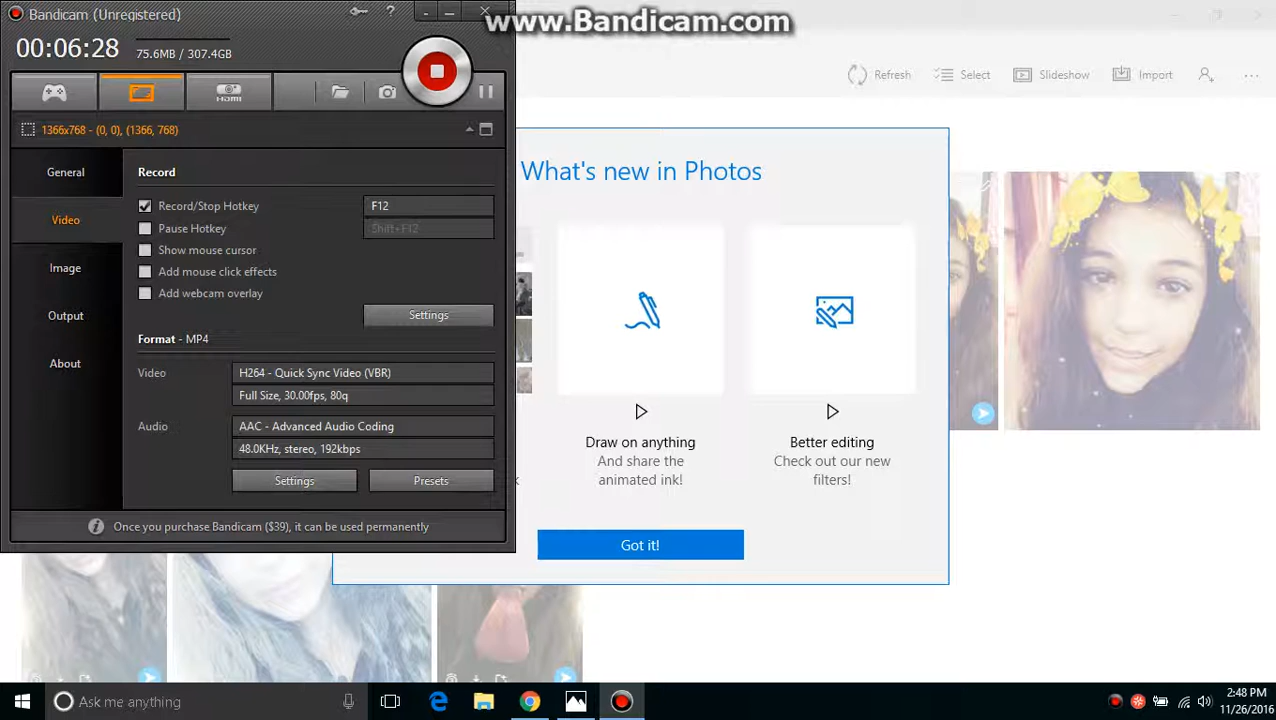 Bandicam (Unregistered)
www.Bandicam.com
00:06:28
75.6MB / 307.4GB
HDMI
Refresh
Select
Slideshow
Import
1366x768 - (0, 0), (1366, 768)
General
Video
Image
Output
About
Record
Record/Stop Hotkey
F12
Pause Hotkey
Shift+F12
Show mouse cursor
Add mouse click effects
Add webcam overlay
Settings
Format - MP4
Video
H264 - Quick Sync Video (VBR)
Full Size, 30.00fps, 80q
Audio
AAC - Advanced Audio Coding
48.0KHz, stereo, 192kbps
Settings
Presets
Once you purchase Bandicam ($39), it can be used permanently
What's new in Photos
Draw on anything
And share the
animated ink!
Better editing
Check out our new
filters!
Got it!
Ask me anything
2:48 PM
11/26/2016